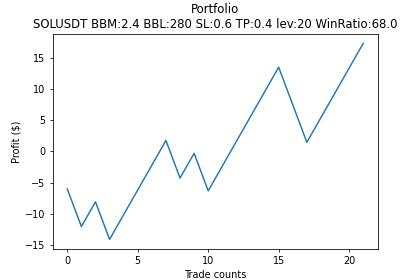 Portfolio
SOLUSDT BBM:2.4 BBL:280 SL:0.6 TP:0.4 lev:20 WinRatio:68.0
15
10
5
0
−5
−10
−15
Profit ($)
0 5 10 15 20
Trade counts